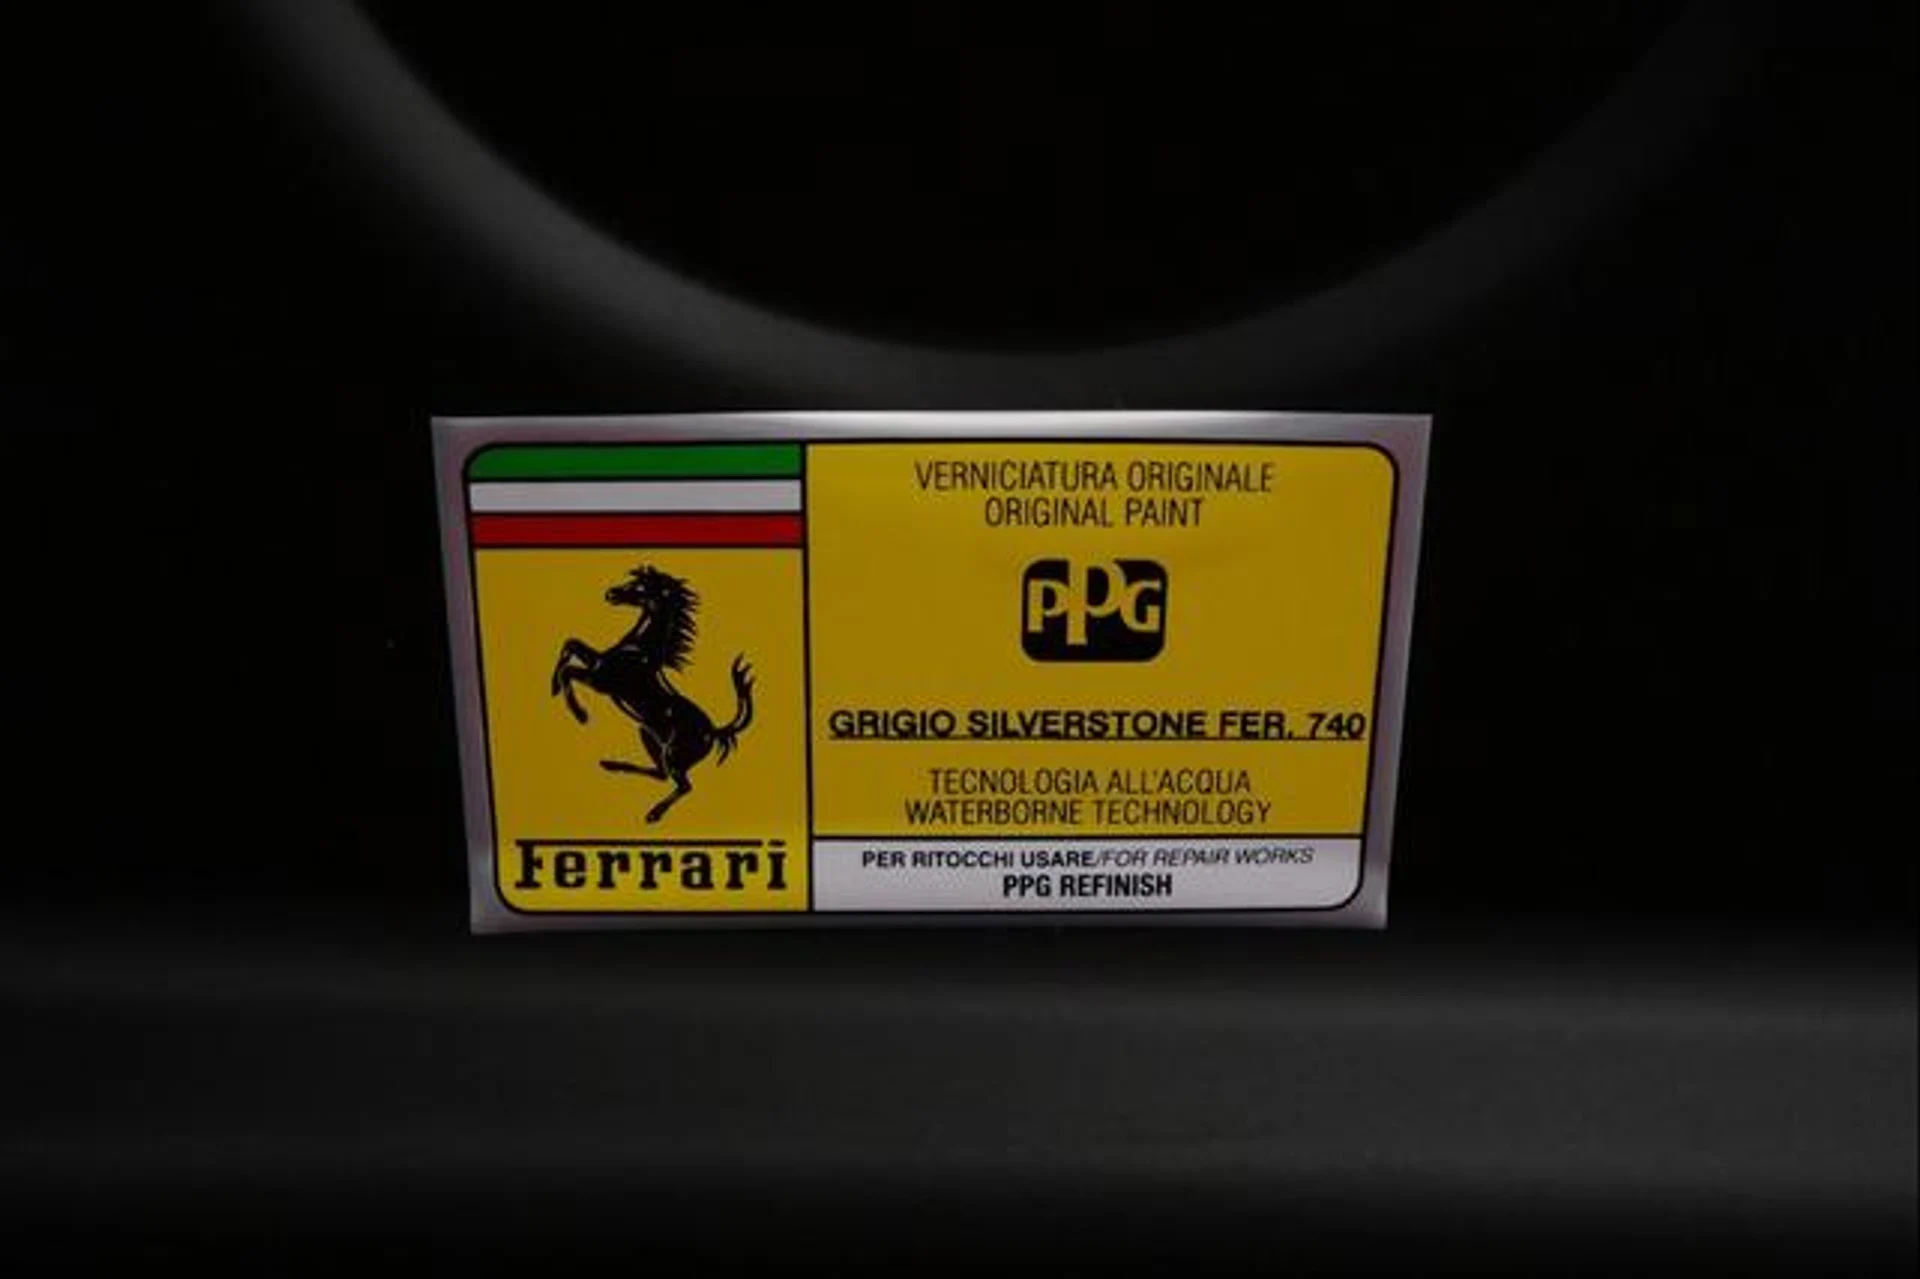 Ferrari
VERNICIATURA ORIGINALE
ORIGINAL PAINT
PPG
GRIGIO SILVERSTONE FER. 740
TECNOLOGIA ALL'ACQUA
WATERBORNE TECHNOLOGY
PER RITOCCHI USARE/FOR REPAIR WORKS
PPG REFINISH